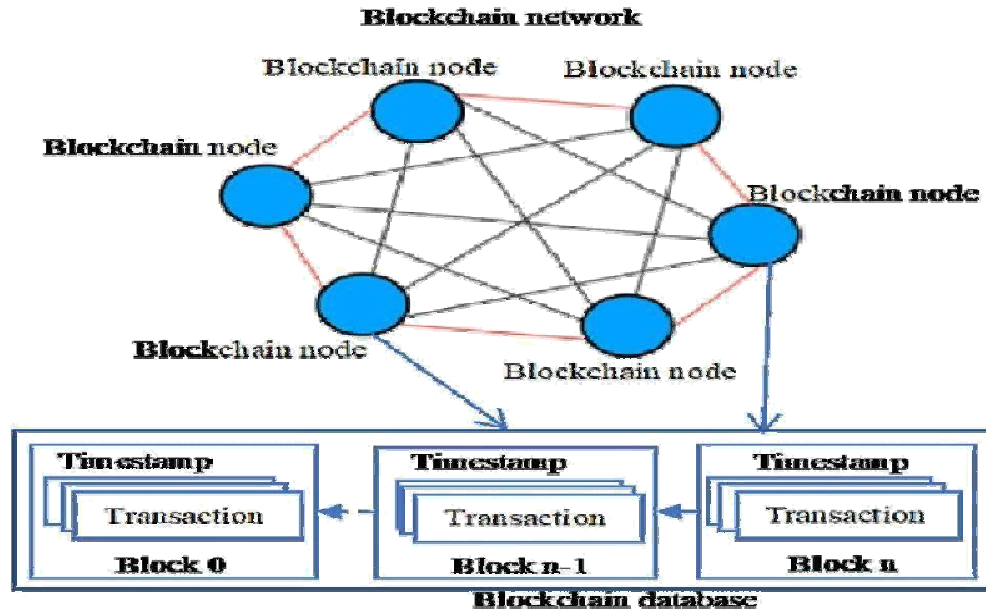 Blockchain network
Blockchain node
Blockchain node
Blockchain node
Blockchain node
Blockchain node
Blockchain node
Timestamp
Transaction
Block 0
Timestamp
Transaction
Block n-1
Timestamp
Transaction
Block n
Blockchain database